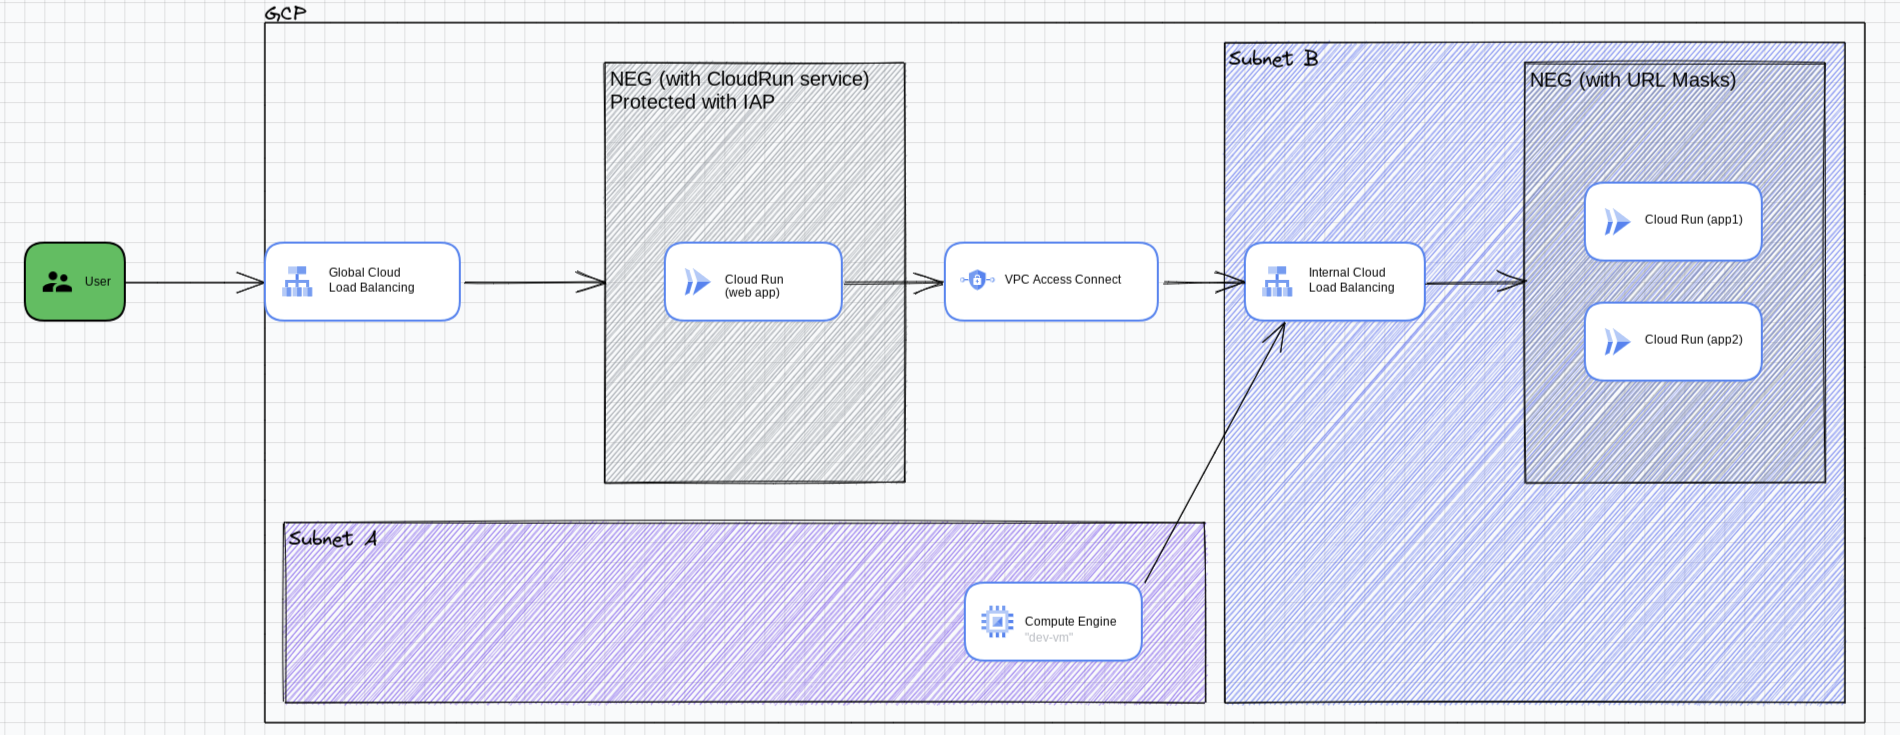 GCP
Subnet B
NEG (with CloudRun service)
Protected with IAP
NEG (with URL Masks)
Cloud Run (app1)
User
Global Cloud
Load Balancing
Cloud Run
(web app)
VPC Access Connect
Internal Cloud
Load Balancing
Cloud Run (app2)
Subnet A
Compute Engine
"dev-vm"